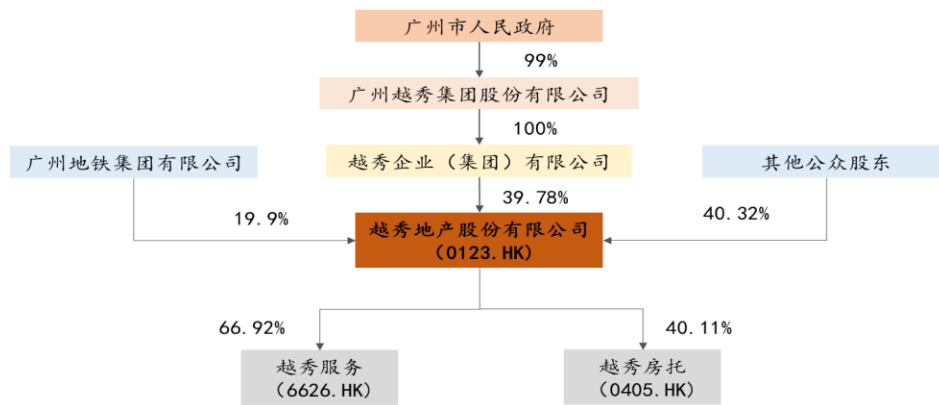 广州市人民政府
99%
广州越秀集团股份有限公司
100%
广州地铁集团有限公司
越秀企业（集团）有限公司
其他公众股东
39.78%
19.9%
40.32%
越秀地产股份有限公司
（0123.HK）
66.92%
40.11%
越秀服务
（6626.HK）
越秀房托
（0405.HK）